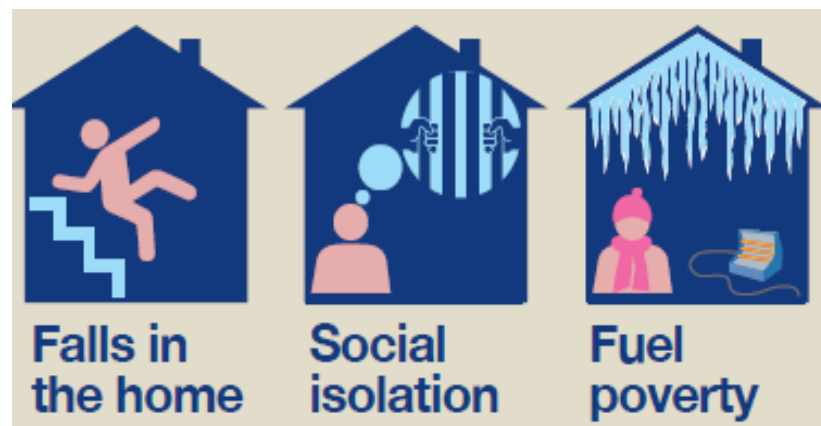 Falls in
the home
Social
isolation
Fuel
poverty